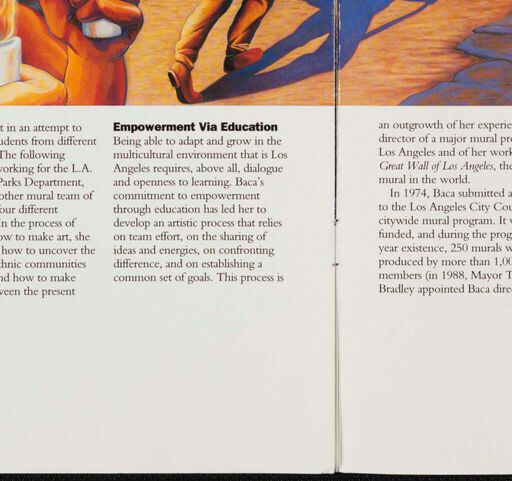 t in an attempt to
udents from different
The following
vorking for the L.A.
Parks Department,
other mural team of
our different
in the process of
ow to make art, she
how to uncover the
thnic communities
nd how to make
ween the present
Empowerment Via Education
Being able to adapt and grow in the
multicultural environment that is Los
Angeles requires, above all, dialogue
and openness to learning. Baca's
commitment to empowerment
through education has led her to
develop an artistic process that relies
on team effort, on the sharing of
ideas and energies, on confronting
difference, and on establishing a
common set of goals. This process is
an outgrowth of her experie
director of a major mural pro
Los Angeles and of her work
Great Wall of Los Angeles, the
mural in the world.
In 1974, Baca submitted a
to the Los Angeles City Cou
citywide mural program. It w
funded, and during the prog
year existence, 250 murals w
produced by more than 1,00
members (in 1988, Mayor T
Bradley appointed Baca direc